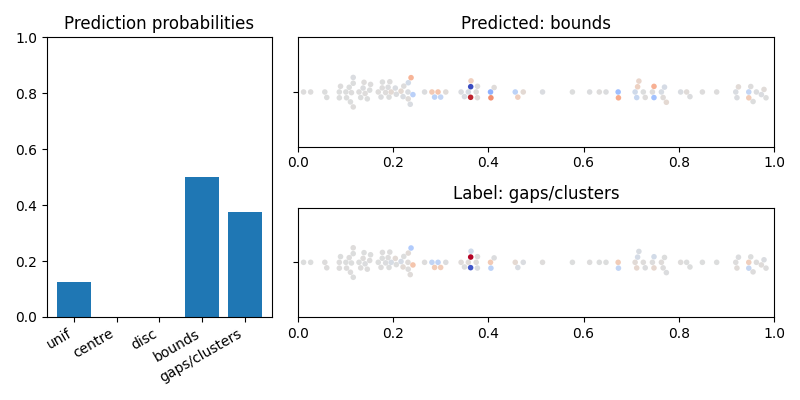 Prediction probabilities
1.0
0.8
0.6
0.4
0.2
0.0
unif
centre
disc
bounds
gaps/clusters
Predicted: bounds
0.0 0.2 0.4 0.6 0.8 1.0
Label: gaps/clusters
0.0 0.2 0.4 0.6 0.8 1.0